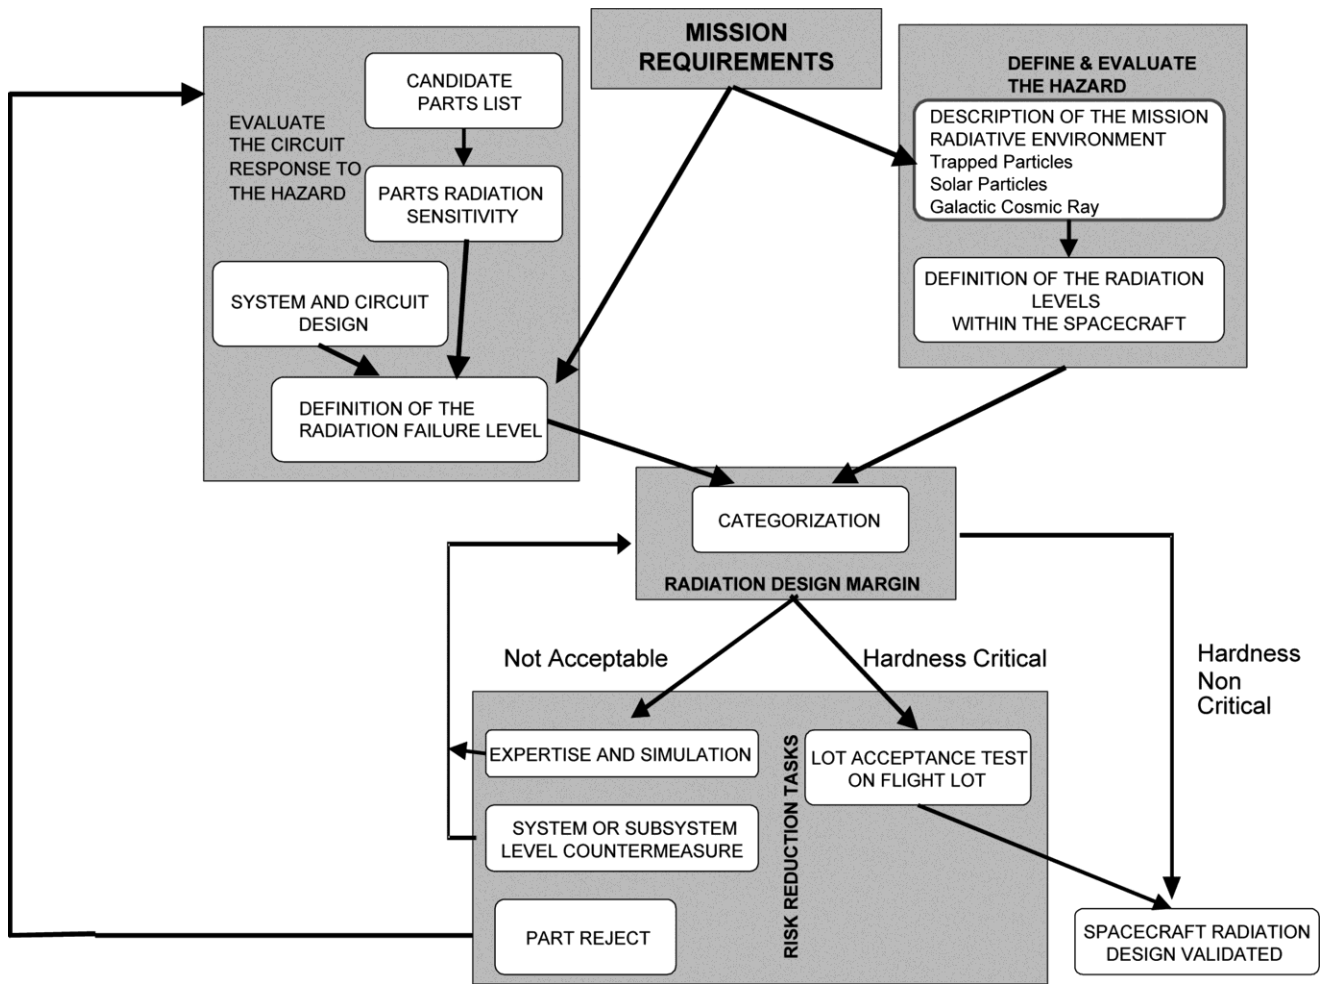 MISSION
REQUIREMENTS
EVALUATE
THE CIRCUIT
RESPONSE TO
THE HAZARD
CANDIDATE
PARTS LIST
PARTS RADIATION
SENSITIVITY
SYSTEM AND CIRCUIT
DESIGN
DEFINITION OF THE
RADIATION FAILURE LEVEL
DEFINE & EVALUATE
THE HAZARD
DESCRIPTION OF THE MISSION
RADIATIVE ENVIRONMENT
Trapped Particles
Solar Particles
Galactic Cosmic Ray
DEFINITION OF THE RADIATION
LEVELS
WITHIN THE SPACECRAFT
CATEGORIZATION
RADIATION DESIGN MARGIN
Not Acceptable
Hardness Critical
Hardness
Non
Critical
EXPERTISE AND SIMULATION
SYSTEM OR SUBSYSTEM
LEVEL COUNTERMEASURE
PART REJECT
RISK REDUCTION TASKS
LOT ACCEPTANCE TEST
ON FLIGHT LOT
SPACECRAFT RADIATION
DESIGN VALIDATED